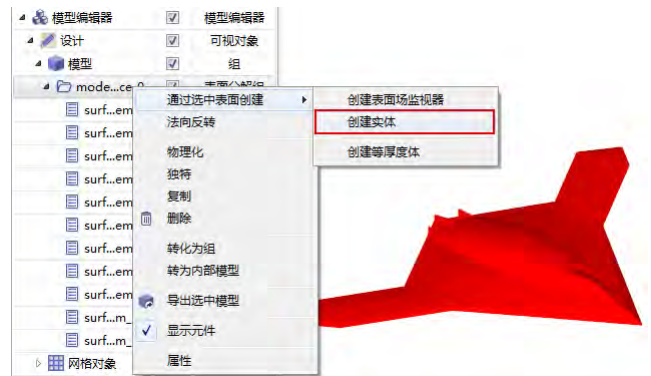 模型编辑器 模型编辑器
设计 可视对象
模型 组
mode...ce_0 表面分解组
surf...em
surf...em
surf...em
surf...em
surf...em
surf...em
surf...em
surf...em
surf...em
surf...m_
surf...m_
网格对象
通过选中表面创建
法向反转
物理化
独特
复制
删除
转化为组
转为内部模型
导出选中模型
显示元件
属性
创建表面场监视器
创建实体
创建等厚度体